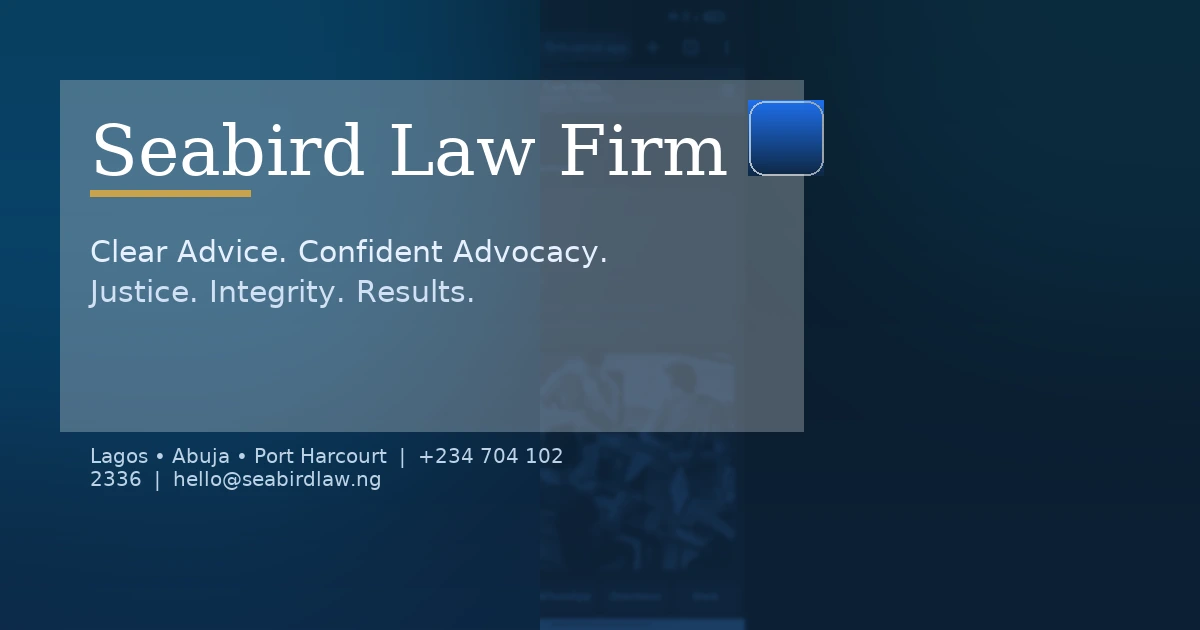 Seabird Law Firm
Clear Advice. Confident Advocacy.
Justice. Integrity. Results.
Lagos • Abuja • Port Harcourt | +234 704 102
2336 | hello@seabirdlaw.ng